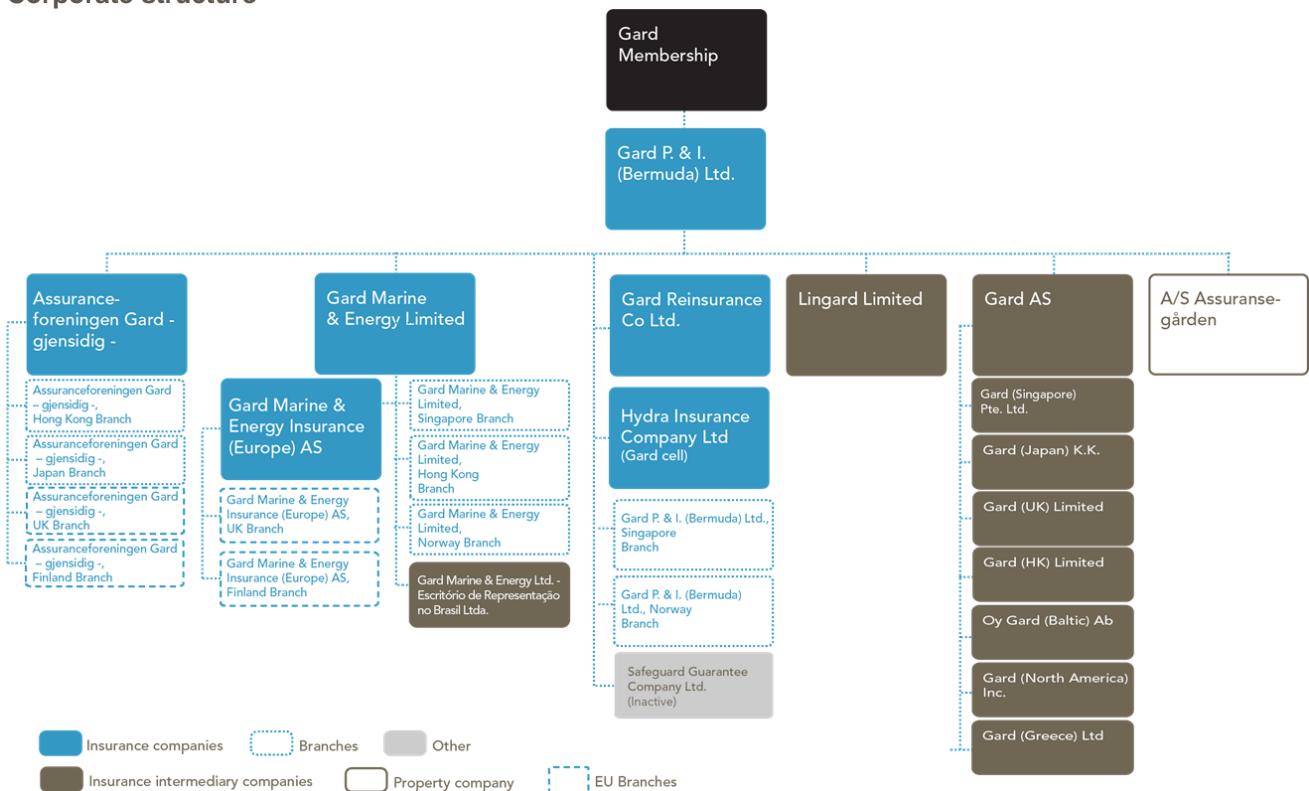 Corporate structure
Gard
Membership
Gard P. & I.
(Bermuda) Ltd.
Assurance-
foreningen Gard -
gjensidig -
Assuranceforeningen Gard
– gjensidig -,
Hong Kong Branch
Assuranceforeningen Gard
– gjensidig -,
Japan Branch
Assuranceforeningen Gard
– gjensidig -,
UK Branch
Assuranceforeningen Gard
– gjensidig -,
Finland Branch
Gard Marine
& Energy Limited
Gard Marine &
Energy Insurance
(Europe) AS
Gard Marine & Energy
Insurance (Europe) AS,
UK Branch
Gard Marine & Energy
Insurance (Europe) AS,
Finland Branch
Gard Marine & Energy
Limited,
Singapore Branch
Gard Marine & Energy
Limited,
Hong Kong
Branch
Gard Marine & Energy
Limited,
Norway Branch
Gard Marine & Energy Ltd. -
Escritório de Representação
no Brasil Ltda.
Gard Reinsurance
Co Ltd.
Hydra Insurance
Company Ltd
(Gard cell)
Gard P. & I. (Bermuda) Ltd.,
Singapore
Branch
Gard P. & I. (Bermuda)
Ltd., Norway
Branch
Safeguard Guarantee
Company Ltd.
(Inactive)
Lingard Limited
Gard AS
Gard (Singapore)
Pte. Ltd.
Gard (Japan) K.K.
Gard (UK) Limited
Gard (HK) Limited
Oy Gard (Baltic) Ab
Gard (North America)
Inc.
Gard (Greece) Ltd
A/S Assuranse-
gården
Insurance companies
Branches
Other
Insurance intermediary companies
Property company
EU Branches